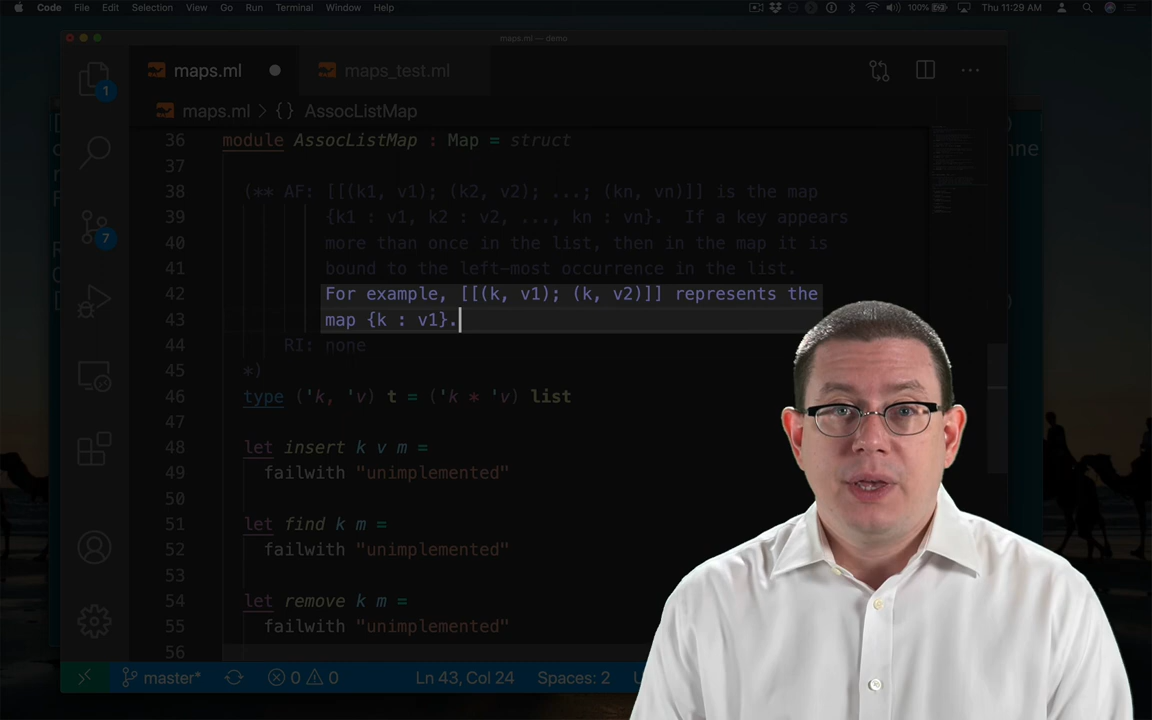 Code File Edit Selection View Go Run Terminal Window Help 100% Thu 11:29 AM
maps.ml — demo
maps.ml maps_test.ml
maps.ml > {} AssocListMap
36 module AssocListMap : Map = struct
37
38 (** AF: [[(k1, v1); (k2, v2); ...; (kn, vn)]] is the map
39 {k1 : v1, k2 : v2, ..., kn : vn}. If a key appears
40 more than once in the list, then in the map it is
41 bound to the left-most occurrence in the list.
42 For example, [[(k, v1); (k, v2)]] represents the
43 map {k : v1}.
44 RI: none
45 *)
46 type ('k, 'v) t = ('k * 'v) list
47
48 let insert k v m =
49 failwith "unimplemented"
50
51 let find k m =
52 failwith "unimplemented"
53
54 let remove k m =
55 failwith "unimplemented"
56
1
7
master* 0 0 Ln 43, Col 24 Spaces: 2